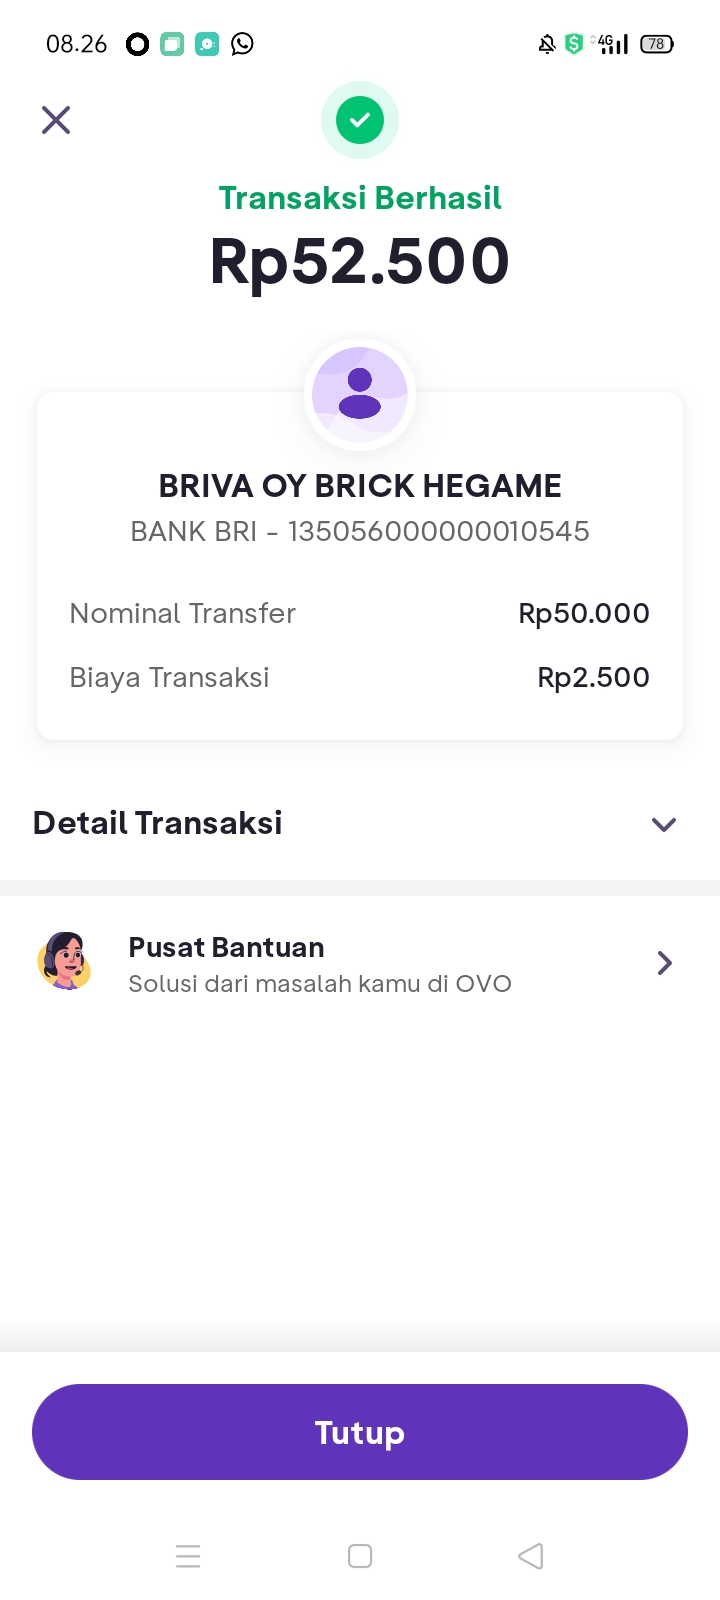 08.26
4G
78
Transaksi Berhasil
Rp52.500
BRIVA OY BRICK HEGAME
BANK BRI - 135056000000010545
Nominal Transfer Rp50.000
Biaya Transaksi Rp2.500
Detail Transaksi
Pusat Bantuan
Solusi dari masalah kamu di OVO
Tutup